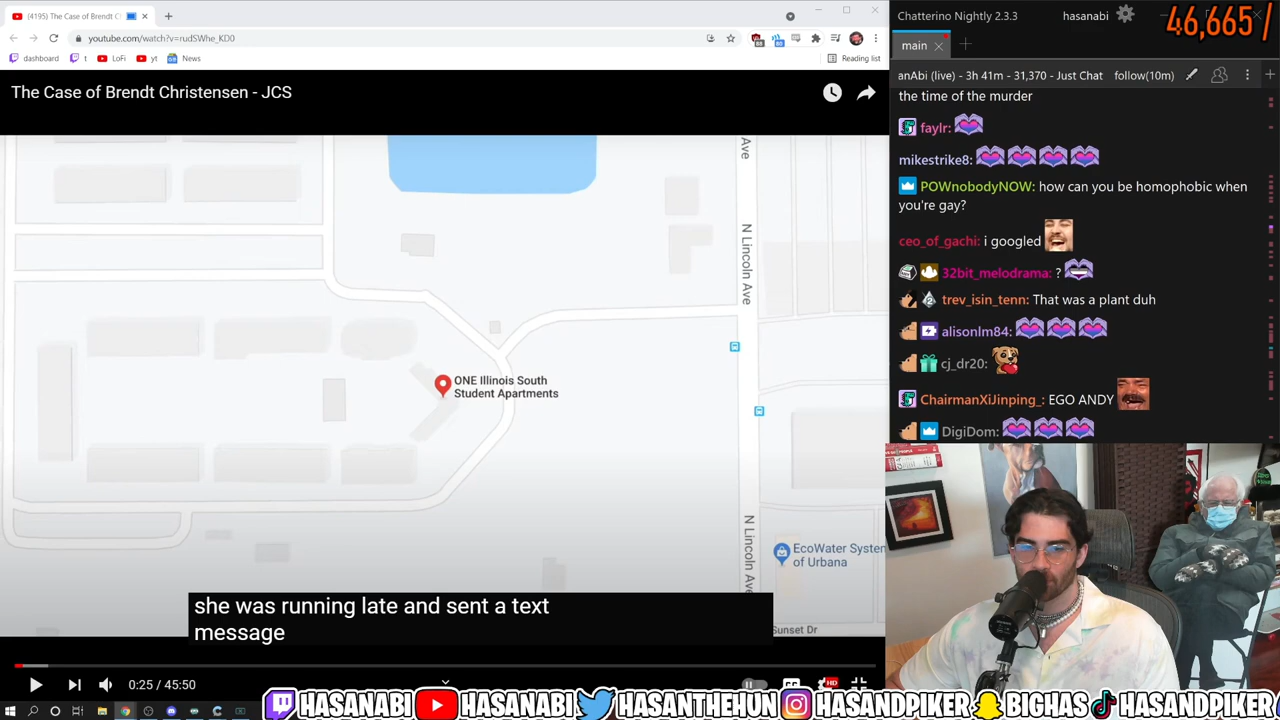 (4195) The Case of Brendt C
youtube.com/watch?v=rudSWhe_KD0
dashboard
t
LoFi
yt
News
Reading list
The Case of Brendt Christensen - JCS
Ave
N Lincoln Ave
ONE Illinois South
Student Apartments
N Lincoln Ave
EcoWater System
of Urbana
Sunset Dr
she was running late and sent a text
message
0:25 / 45:50
HD
Chatterino Nightly 2.3.3
hasanabi
46,665 /
main
anAbi (live) - 3h 41m - 31,370 - Just Chat
follow(10m)
the time of the murder
faylr:
mikestrike8:
POWnobodyNOW: how can you be homophobic when
you're gay?
ceo_of_gachi: i googled
32bit_melodrama: ?
trev_isin_tenn: That was a plant duh
alisonlm84:
cj_dr20:
ChairmanXiJinping_: EGO ANDY
DigiDom:
HASANABI
HASANABI
HASANTHEHUN
HASANDPIKER
BIGHAS
HASANDPIKER